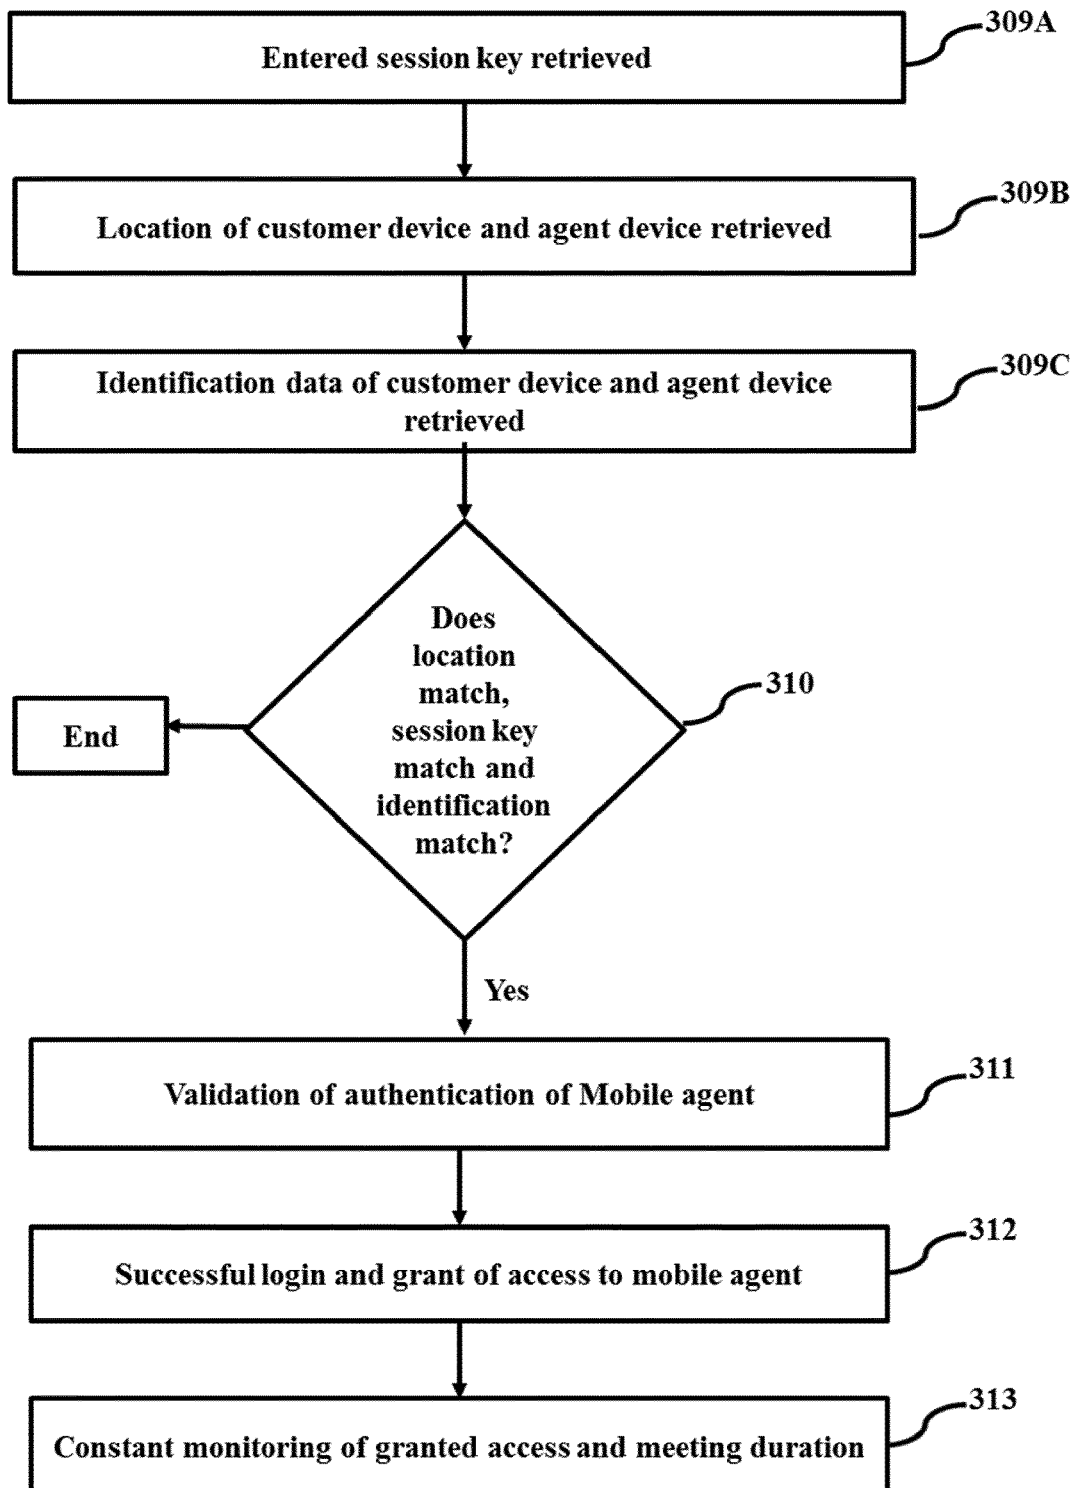 309A
Entered session key retrieved
309B
Location of customer device and agent device retrieved
309C
Identification data of customer device and agent device
retrieved
Does
location
match,
session key
match and
identification
match?
310
End
Yes
311
Validation of authentication of Mobile agent
312
Successful login and grant of access to mobile agent
313
Constant monitoring of granted access and meeting duration